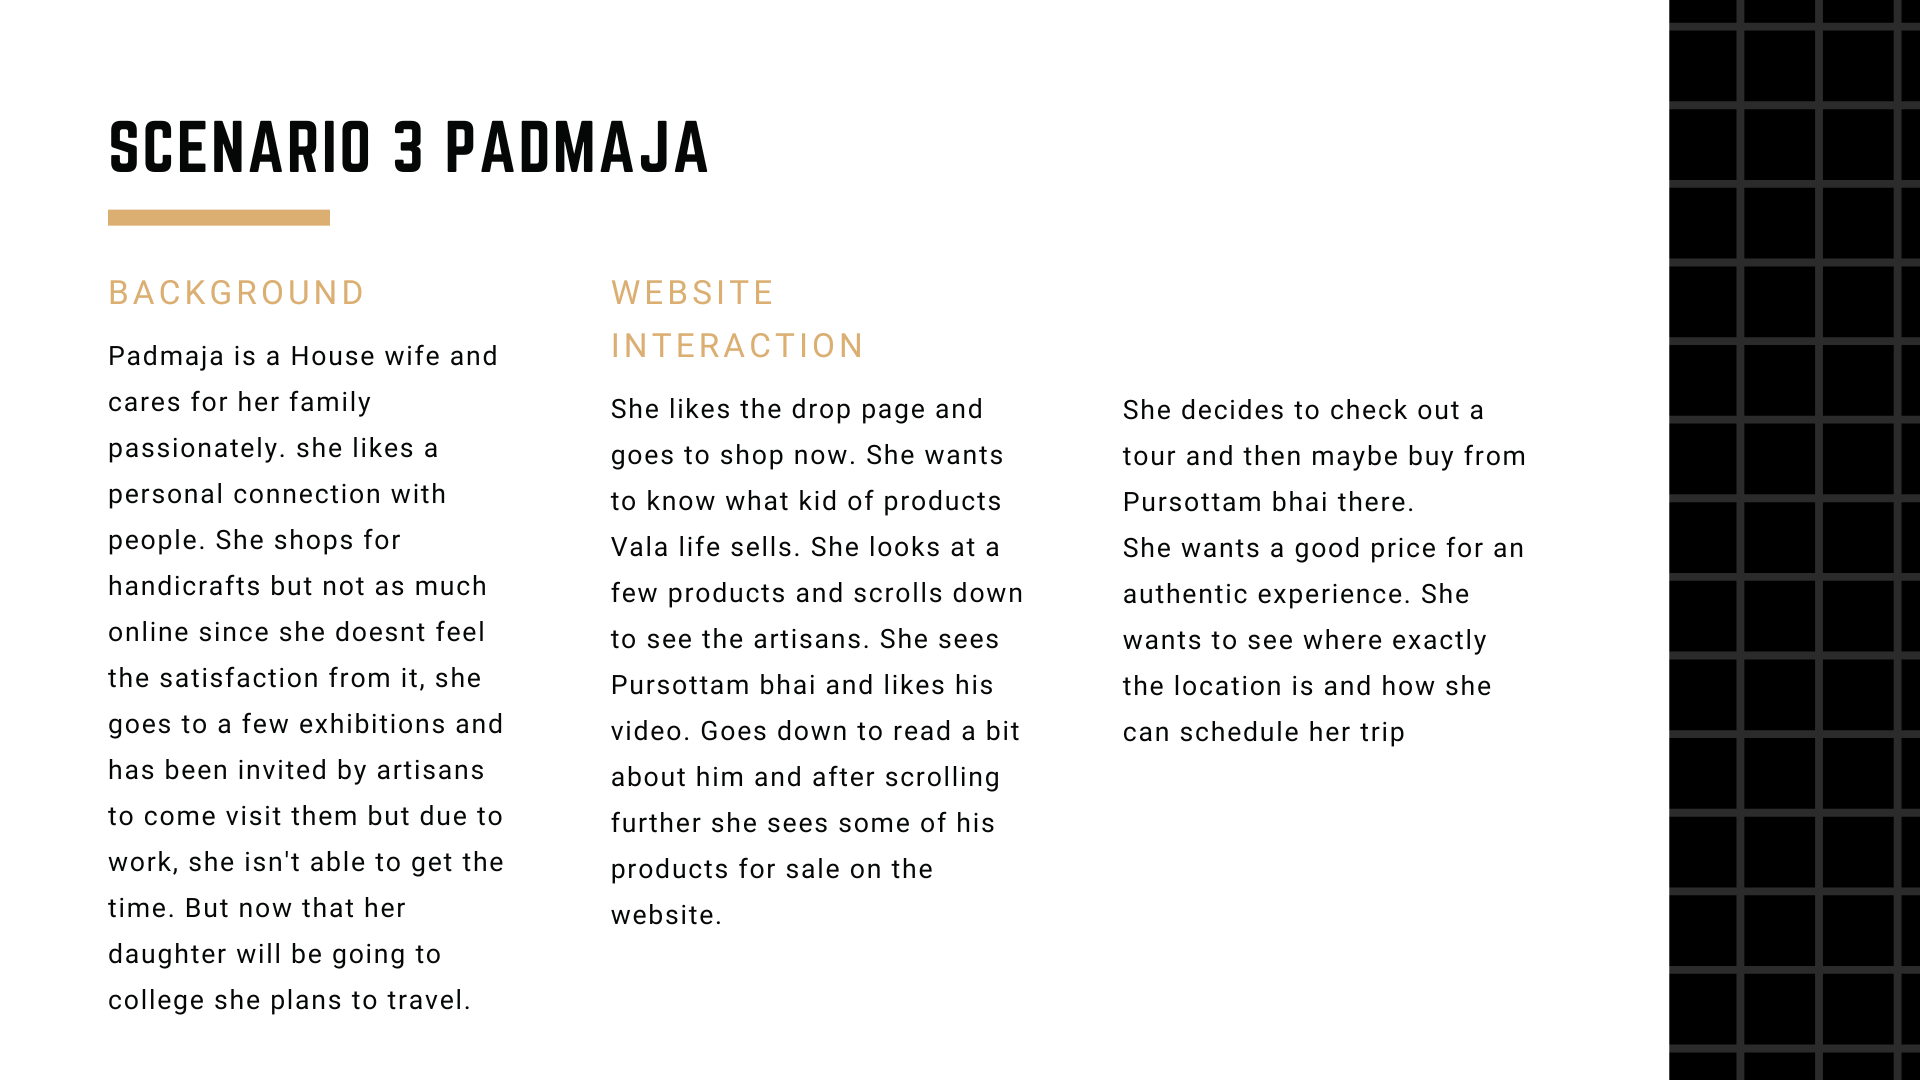 SCENARIO 3 PADMAJA
BACKGROUND
Padmaja is a House wife and
cares for her family
passionately. she likes a
personal connection with
people. She shops for
handicrafts but not as much
online since she doesnt feel
the satisfaction from it, she
goes to a few exhibitions and
has been invited by artisans
to come visit them but due to
work, she isn't able to get the
time. But now that her
daughter will be going to
college she plans to travel.
WEBSITE
INTERACTION
She likes the drop page and
goes to shop now. She wants
to know what kid of products
Vala life sells. She looks at a
few products and scrolls down
to see the artisans. She sees
Pursottam bhai and likes his
video. Goes down to read a bit
about him and after scrolling
further she sees some of his
products for sale on the
website.
She decides to check out a
tour and then maybe buy from
Pursottam bhai there.
She wants a good price for an
authentic experience. She
wants to see where exactly
the location is and how she
can schedule her trip